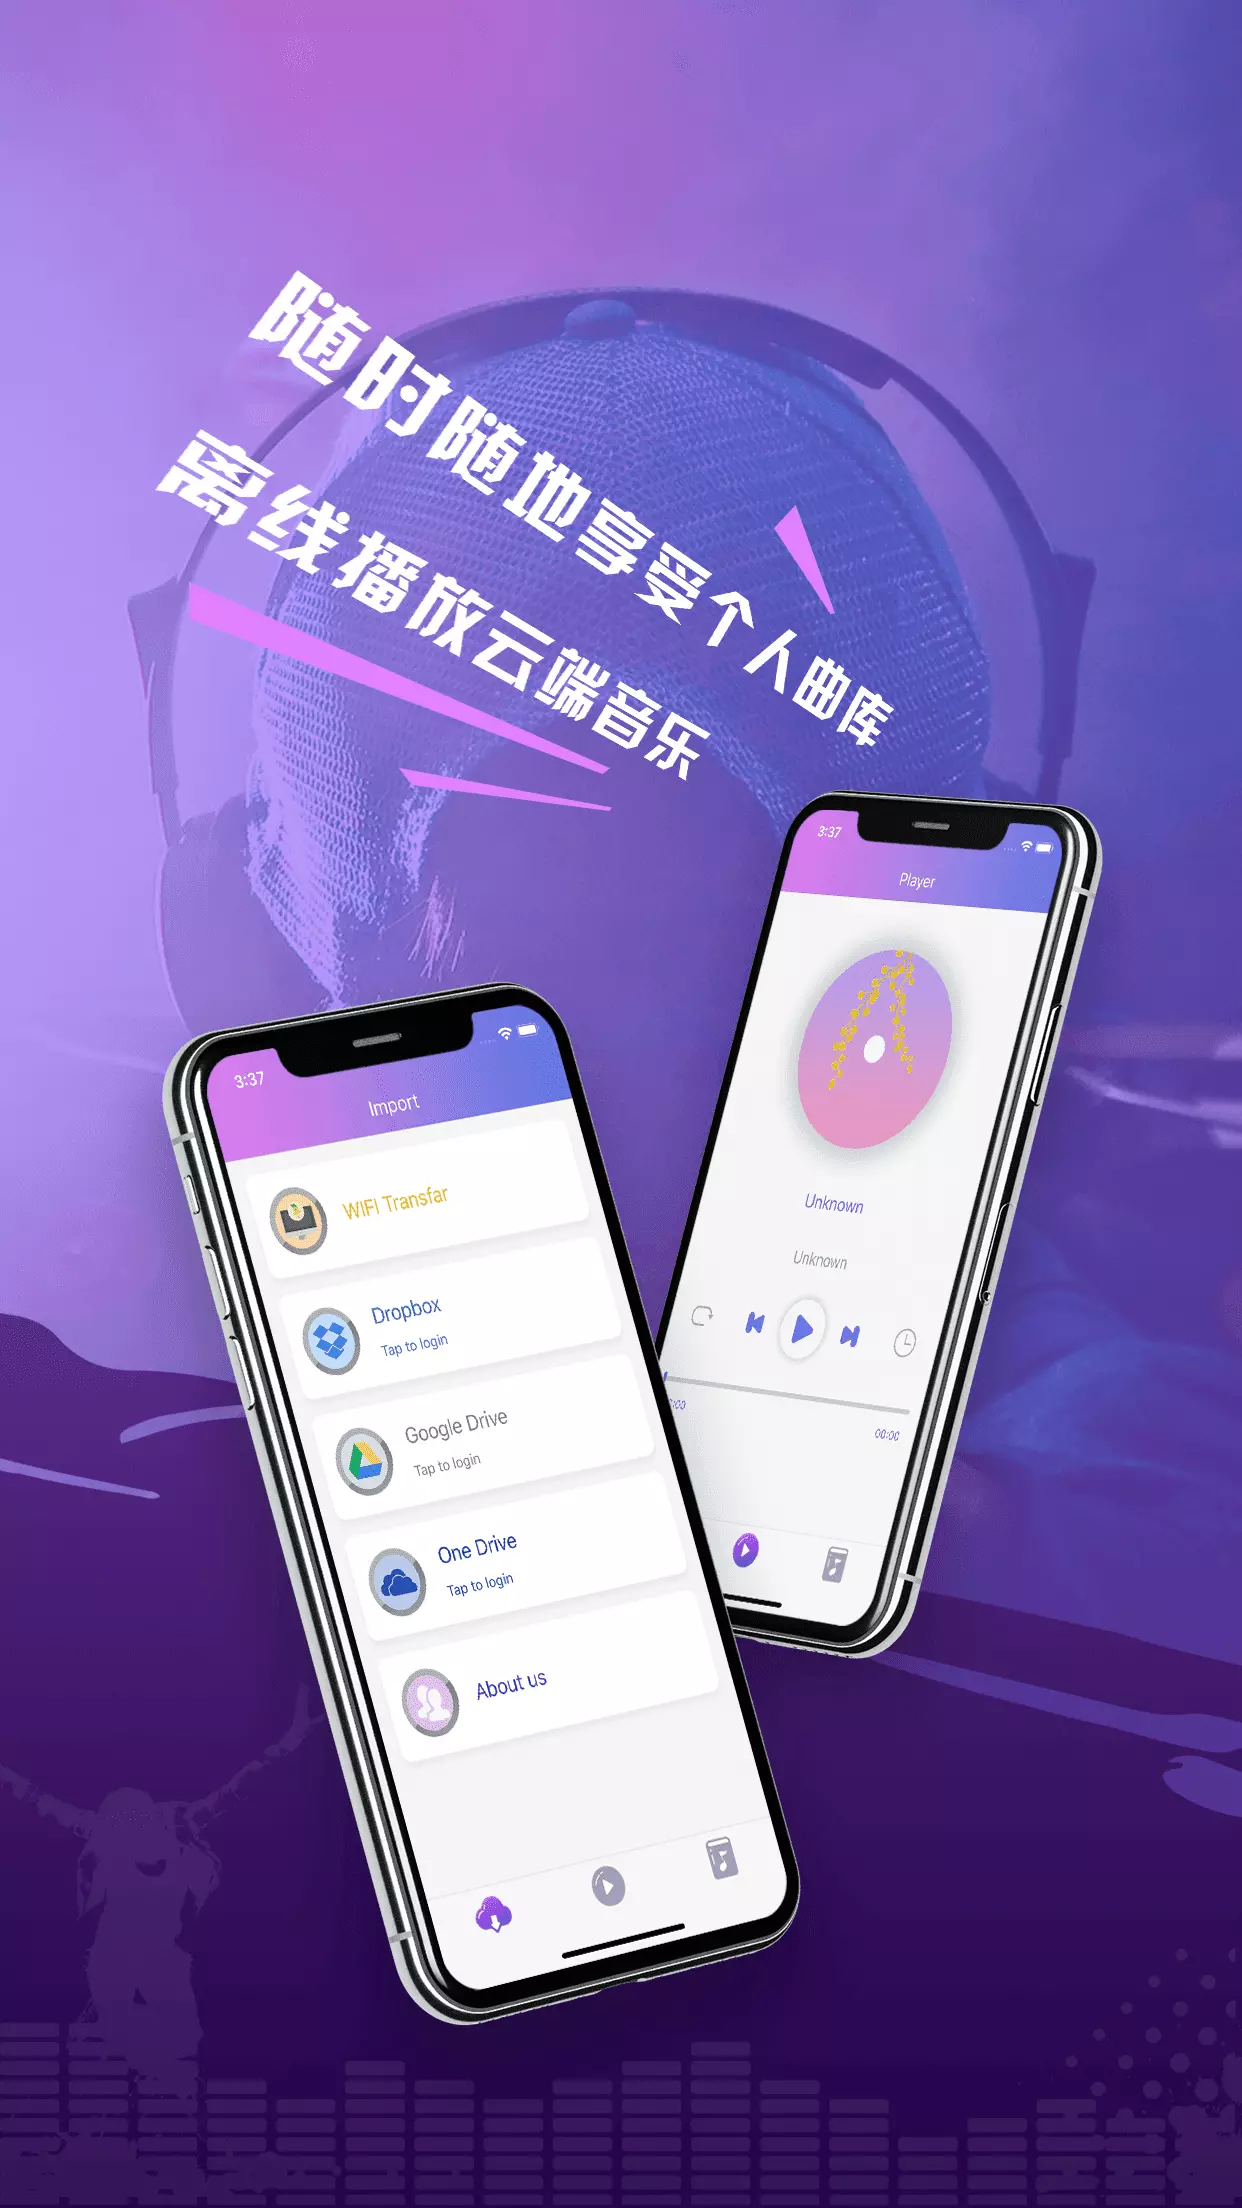 随时随地享受个人曲库
离线播放云端音乐
3:37
Player
Unknown
Unknown
00:00
3:37
Import
WIFI Transfar
Dropbox
Tap to login
Google Drive
Tap to login
One Drive
Tap to login
About us